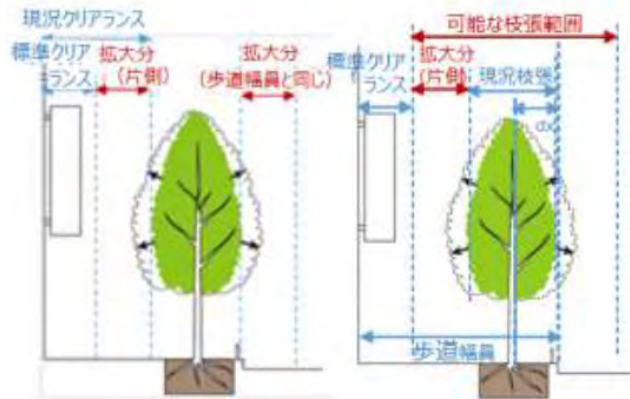 現況クリアランス
標準クリア
ランス
拡大分
(片側)
拡大分
(歩道幅員と同じ)
可能な枝張範囲
標準クリア
ランス
拡大分
(片側)
現況枝張
dx
歩道幅員